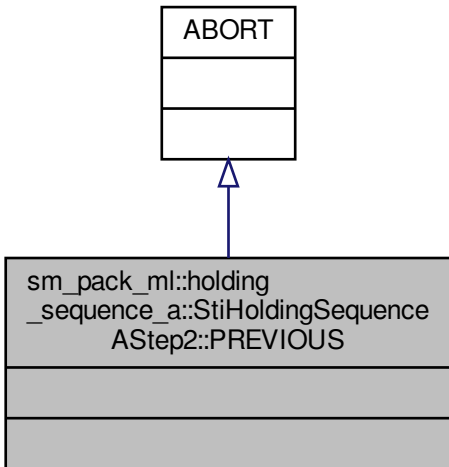 ABORT
sm_pack_ml::holding
_sequence_a::StiHoldingSequence
AStep2::PREVIOUS